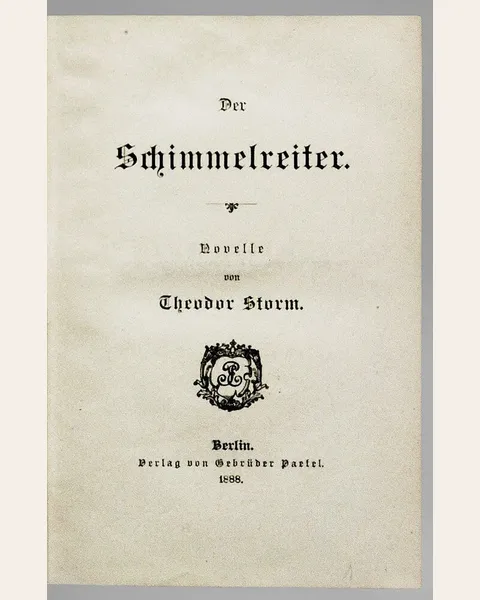 Der
Schimmelreiter.
Novelle
von
Theodor Storm.
Berlin.
Verlag von Gebrüder Paetel.
1888.